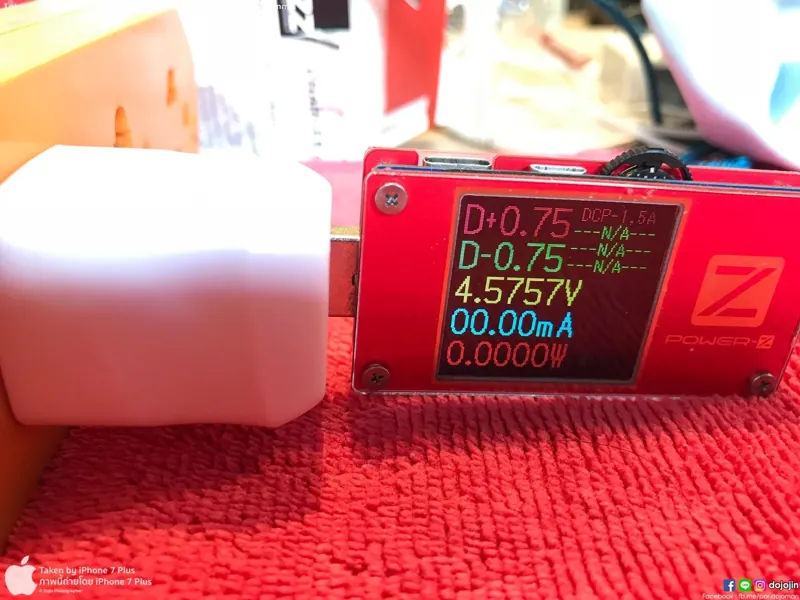 D+0.75 DCP-1.5A
---N/A---
D-0.75 ---N/A---
---N/A---
4.5757V
00.00mA
0.0000W
Z
POWER-Z
Taken by iPhone 7 Plus
ภาพนี้ถ่ายโดย iPhone 7 Plus
dojojin